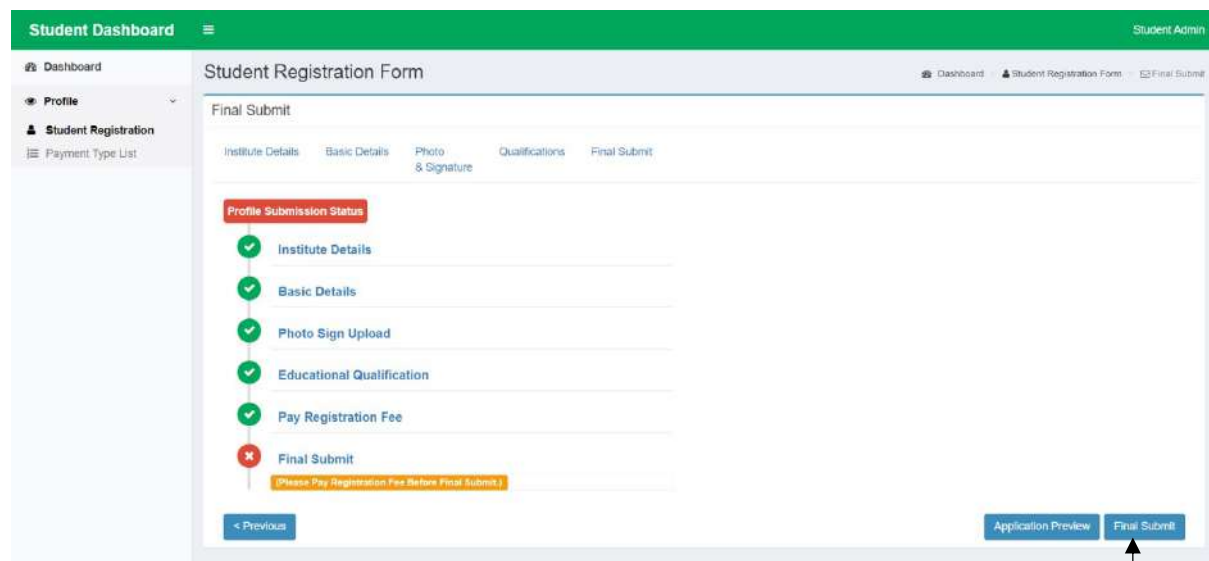 Student Dashboard
Student Admin
Dashboard
Profile
Student Registration
Payment Type List
Student Registration Form
Dashboard
Student Registration Form
Final Submit
Final Submit
Institute Details
Basic Details
Photo
& Signature
Qualifications
Final Submit
Profile Submission Status
Institute Details
Basic Details
Photo Sign Upload
Educational Qualification
Pay Registration Fee
Final Submit
(Please Pay Registration Fee Before Final Submit.)
< Previous
Application Preview
Final Submit